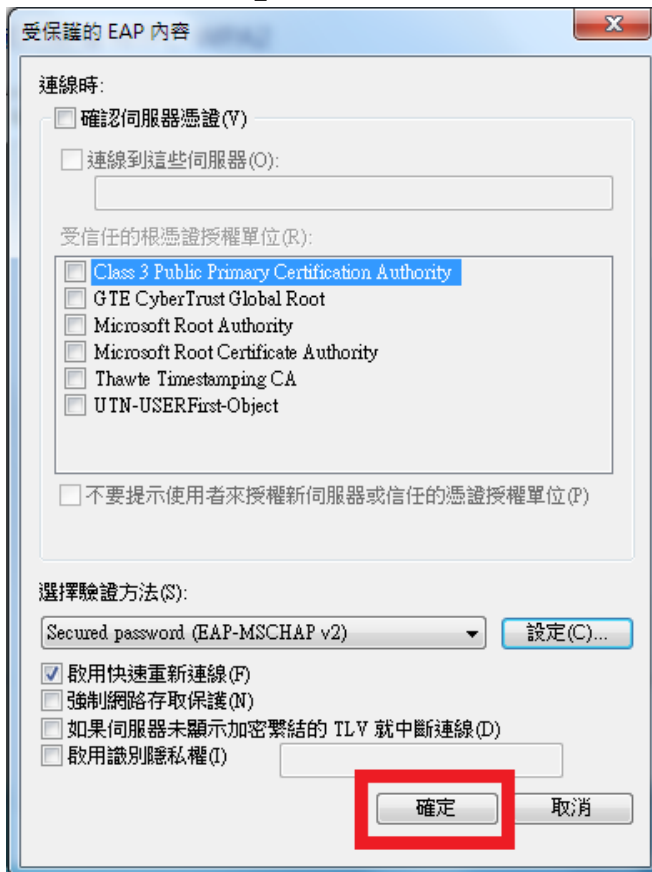 受保護的 EAP 內容
連線時:
確認伺服器憑證(V)
連線到這些伺服器(O):
受信任的根憑證授權單位(R):
Class 3 Public Primary Certification Authority
GTE CyberTrust Global Root
Microsoft Root Authority
Microsoft Root Certificate Authority
Thawte Timestamping CA
UTN-USERFirst-Object
不要提示使用者來授權新伺服器或信任的憑證授權單位(P)
選擇驗證方法(S):
Secured password (EAP-MSCHAP v2) 設定(C)...
啟用快速重新連線(F)
強制網路存取保護(N)
如果伺服器未顯示加密繫結的 TLV 就中斷連線(D)
啟用識別隱私權(I)
確定 取消